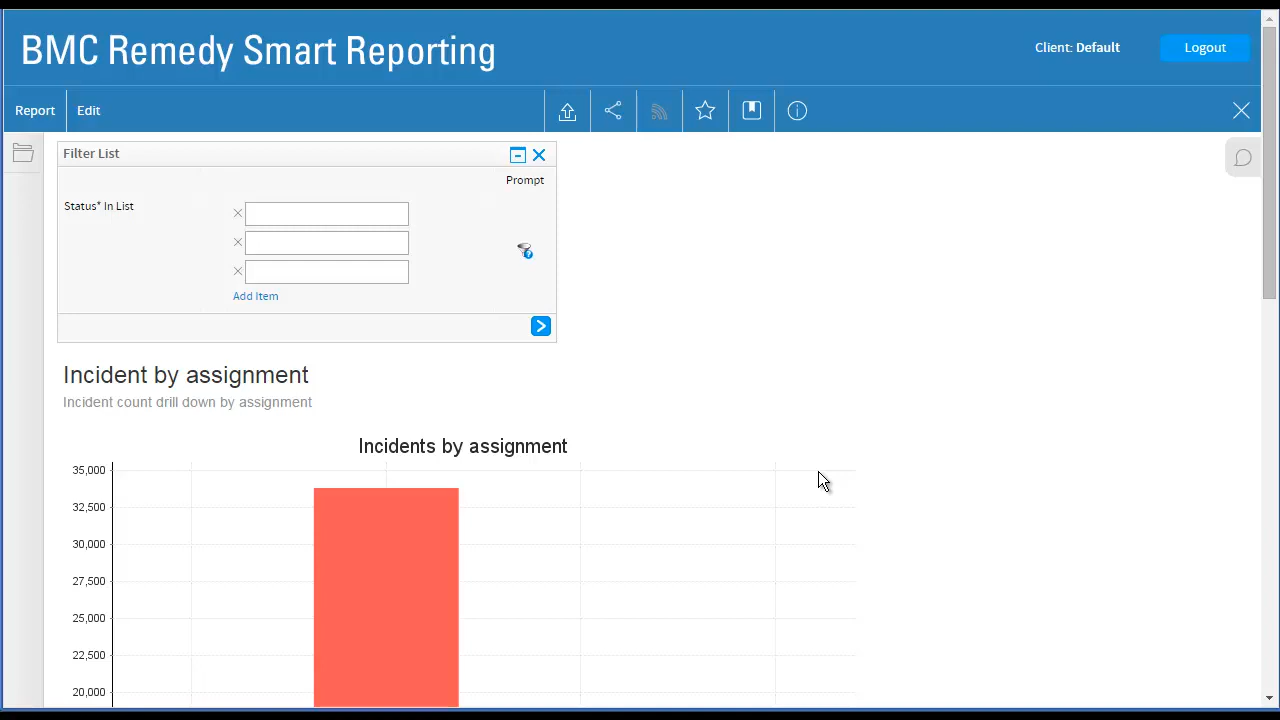 BMC Remedy Smart Reporting
Client: Default
Logout
Report
Edit
Filter List
Prompt
Status* In List
Add Item
Incident by assignment
Incident count drill down by assignment
Incidents by assignment
35,000
32,500
30,000
27,500
25,000
22,500
20,000